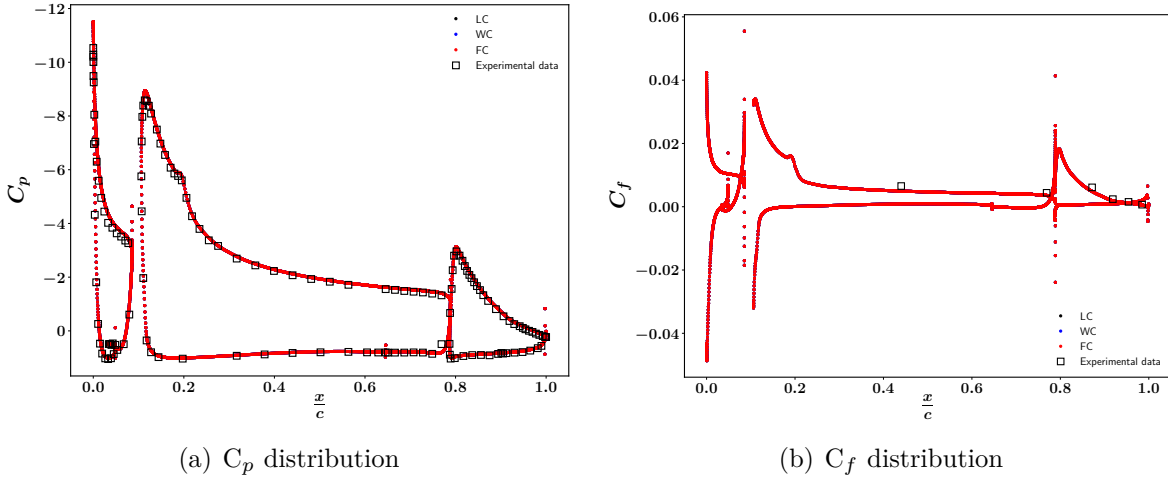 −12
−10
−8
−6
−4
−2
0
C_p
0.0 0.2 0.4 0.6 0.8 1.0
x/c
LC
WC
FC
Experimental data
(a) C_p distribution
0.06
0.04
0.02
0.00
−0.02
−0.04
C_f
0.0 0.2 0.4 0.6 0.8 1.0
x/c
LC
WC
FC
Experimental data
(b) C_f distribution